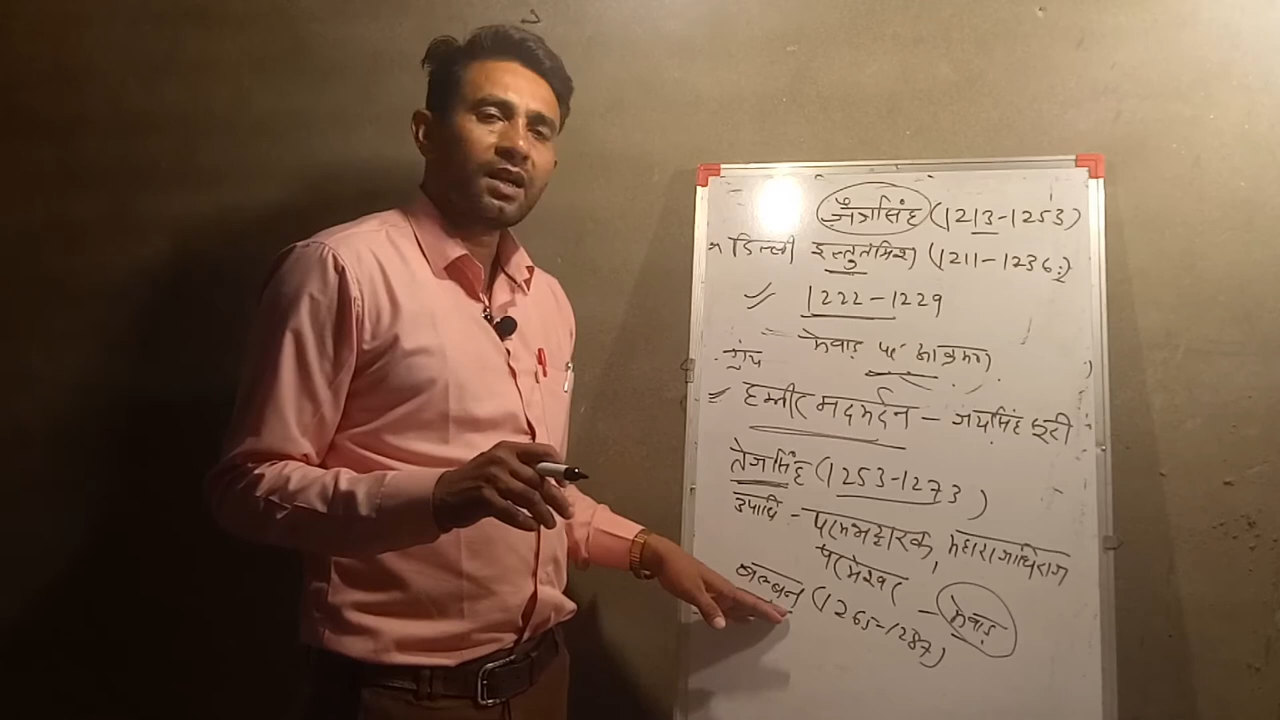 जैत्रसिंह (1213-1253)
दिल्ली इल्तुतमिश (1211-1236)
1222-1229
मेवाड़ पर आक्रमण
ग्रंथ
हम्मीर मदमर्दन - जयसिंह सूरी
तेजसिंह (1253-1273)
उपाधि - परमभट्टारक, महाराजाधिराज
परमेश्वर
बलबन (1265-1287) - मेवाड़